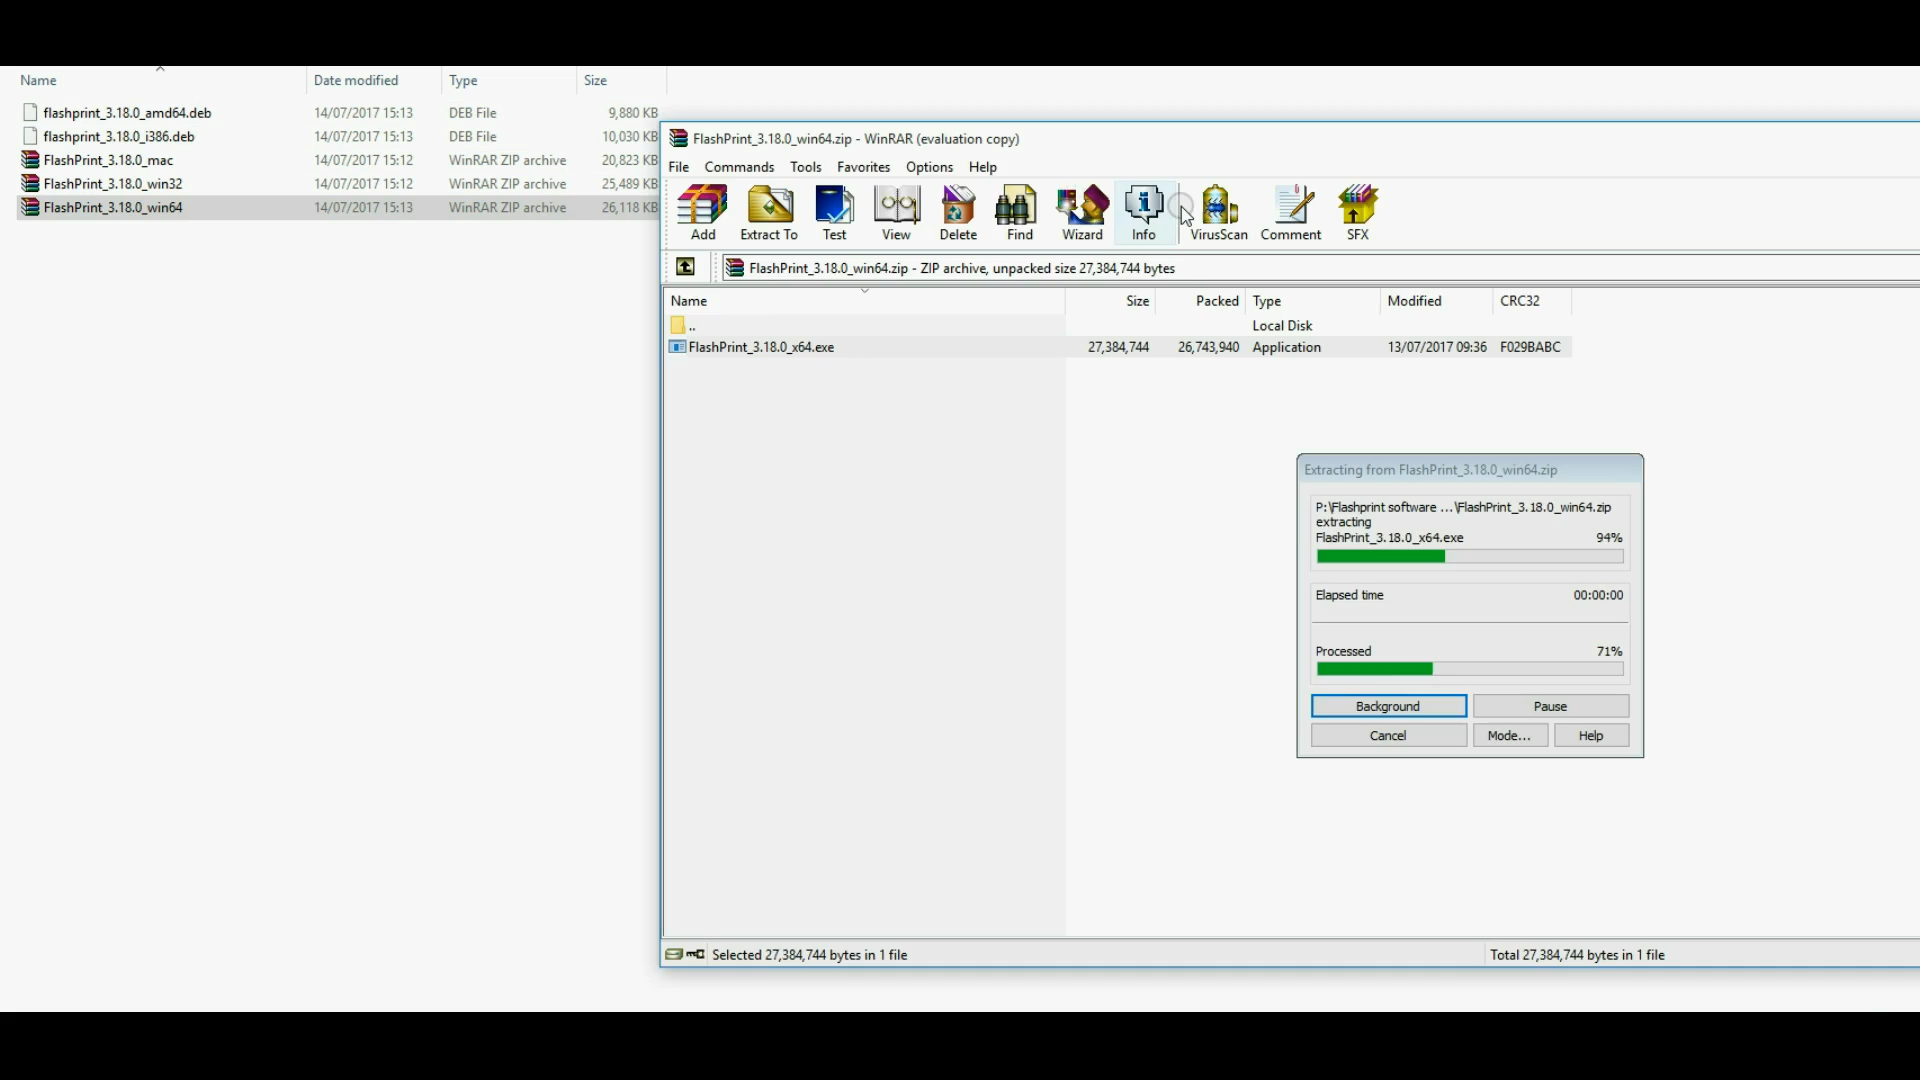 Name Date modified Type Size
flashprint_3.18.0_amd64.deb 14/07/2017 15:13 DEB File 9,880 KB
flashprint_3.18.0_i386.deb 14/07/2017 15:13 DEB File 10,030 KB
FlashPrint_3.18.0_mac 14/07/2017 15:12 WinRAR ZIP archive 20,823 KB
FlashPrint_3.18.0_win32 14/07/2017 15:12 WinRAR ZIP archive 25,489 KB
FlashPrint_3.18.0_win64 14/07/2017 15:13 WinRAR ZIP archive 26,118 KB
FlashPrint_3.18.0_win64.zip - WinRAR (evaluation copy)
File Commands Tools Favorites Options Help
Add Extract To Test View Delete Find Wizard Info VirusScan Comment SFX
FlashPrint_3.18.0_win64.zip - ZIP archive, unpacked size 27,384,744 bytes
Name Size Packed Type Modified CRC32
.. Local Disk
FlashPrint_3.18.0_x64.exe 27,384,744 26,743,940 Application 13/07/2017 09:36 F029BABC
Extracting from FlashPrint_3.18.0_win64.zip
P:\Flashprint software ...\FlashPrint_3.18.0_win64.zip
extracting
FlashPrint_3.18.0_x64.exe 94%
Elapsed time 00:00:00
Processed 71%
Background Pause
Cancel Mode... Help
Selected 27,384,744 bytes in 1 file Total 27,384,744 bytes in 1 file